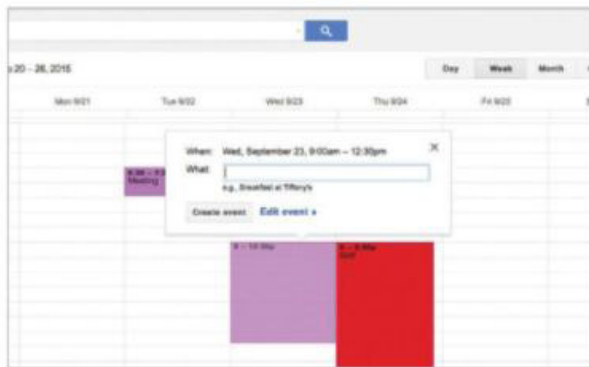 20 – 26, 2015
Day Week Month
Mon 9/21 Tue 9/22 Wed 9/23 Thu 9/24 Fri 9/25
When: Wed, September 23, 9:00am – 12:30pm
What:
e.g., Breakfast at Tiffany's
Create event Edit event »
Meeting